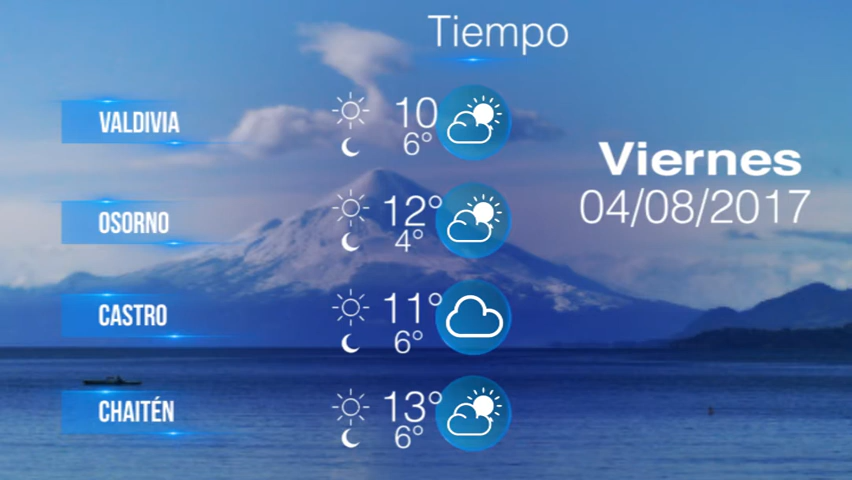 Tiempo
VALDIVIA
10
6°
Viernes
04/08/2017
OSORNO
12°
4°
CASTRO
11°
6°
CHAITÉN
13°
6°